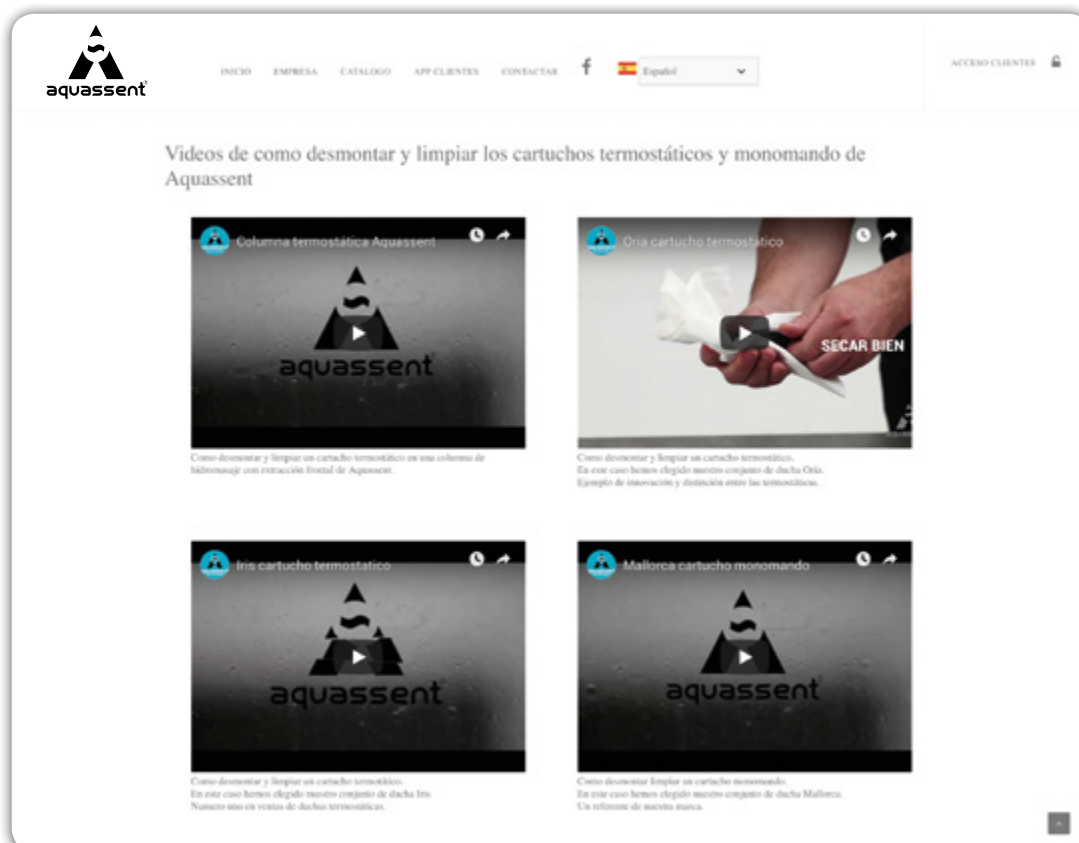 aquassent
INICIO EMPRESA CATALOGO APP CLIENTES CONTACTAR f Español
ACCESO CLIENTES
Videos de como desmontar y limpiar los cartuchos termostáticos y monomando de
Aquassent
Columna termostática Aquassent
aquassent
Como desmontar y limpiar un cartucho termostático en una columna de
hidromasaje con extracción frontal de Aquassent.
Oria cartucho termostático
SECAR BIEN
Como desmontar y limpiar un cartucho termostático.
En este caso hemos elegido nuestro conjunto de ducha Oria.
Ejemplo de innovación y distinción entre las termostáticas.
Iris cartucho termostatico
aquassent
Como desmontar y limpiar un cartucho termotático.
En este caso hemos elegido nuestro conjunto de ducha Iris
Numero uno en ventas de duchas termostáticas.
Mallorca cartucho monomando
aquassent
Como desmontar limpiar un cartucho monomando.
En este caso hemos elegido nuestro conjunto de ducha Mallorca.
Un referente de nuestra marca.